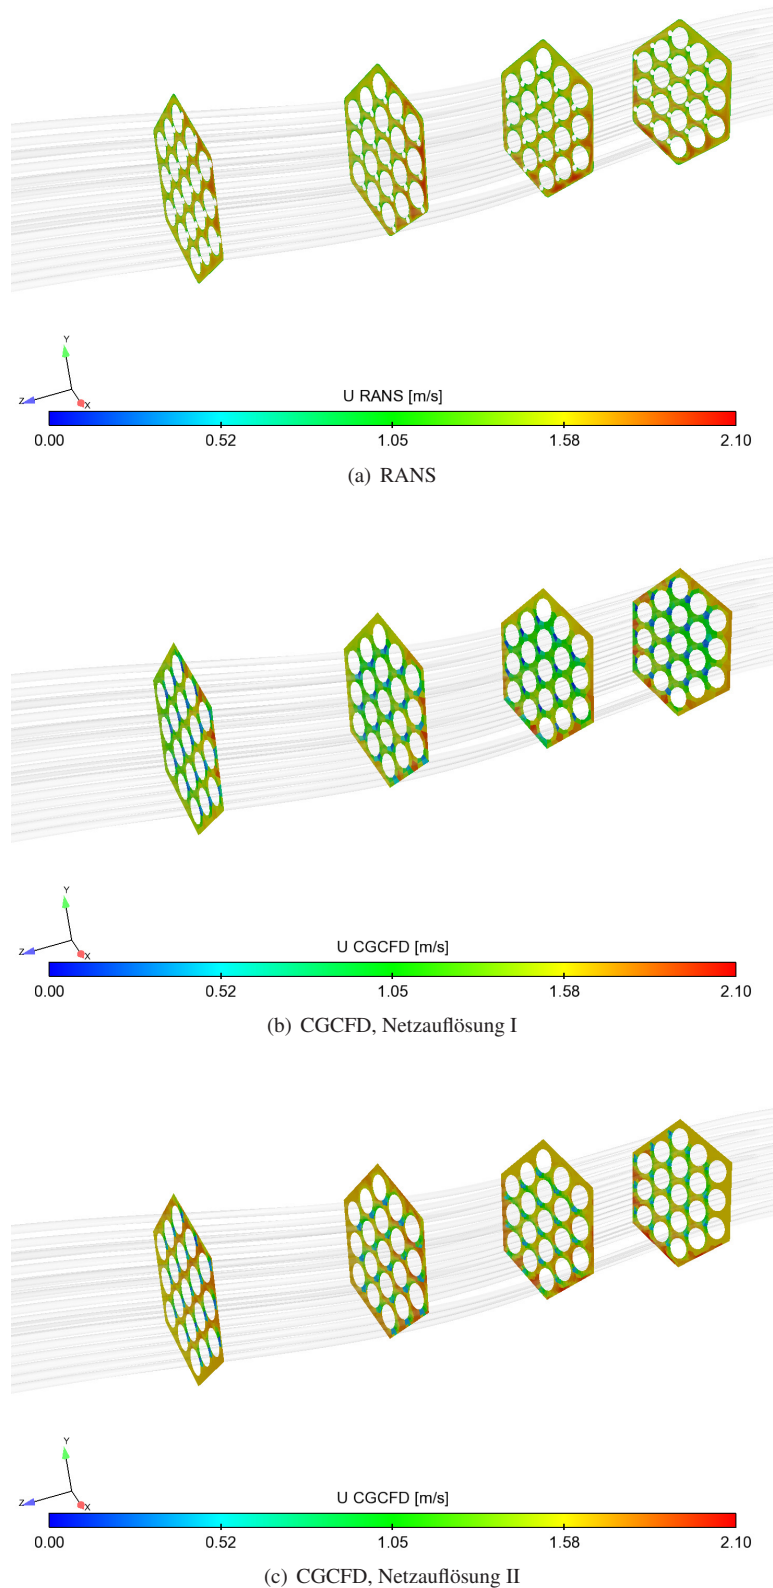 Y
Z
X
U RANS [m/s]
0.00 0.52 1.05 1.58 2.10
(a) RANS
Y
Z
X
U CGCFD [m/s]
0.00 0.52 1.05 1.58 2.10
(b) CGCFD, Netzauflösung I
Y
Z
X
U CGCFD [m/s]
0.00 0.52 1.05 1.58 2.10
(c) CGCFD, Netzauflösung II